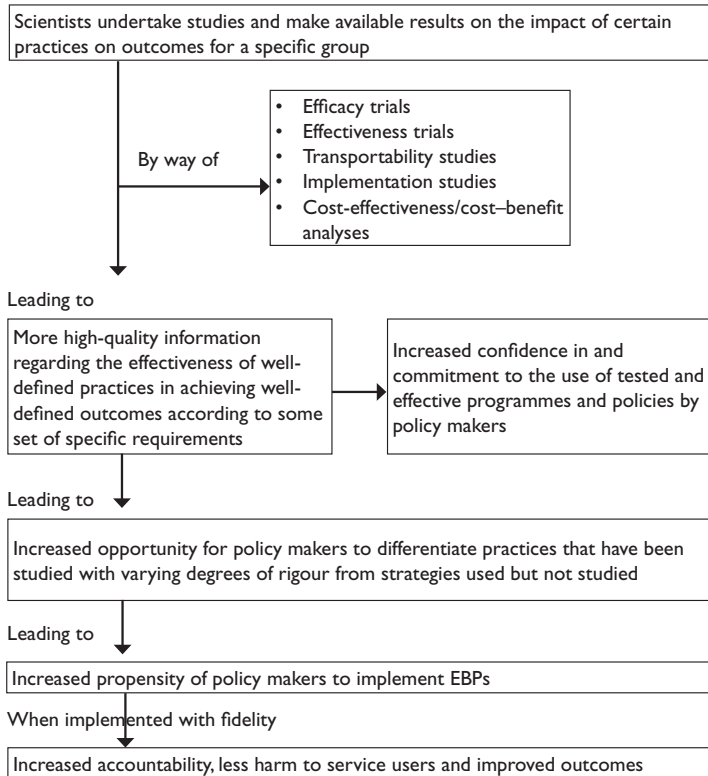 Scientists undertake studies and make available results on the impact of certain
practices on outcomes for a specific group
By way of
• Efficacy trials
• Effectiveness trials
• Transportability studies
• Implementation studies
• Cost-effectiveness/cost–benefit
analyses
Leading to
More high-quality information
regarding the effectiveness of well-
defined practices in achieving well-
defined outcomes according to some
set of specific requirements
Increased confidence in and
commitment to the use of tested and
effective programmes and policies by
policy makers
Leading to
Increased opportunity for policy makers to differentiate practices that have been
studied with varying degrees of rigour from strategies used but not studied
Leading to
Increased propensity of policy makers to implement EBPs
When implemented with fidelity
Increased accountability, less harm to service users and improved outcomes